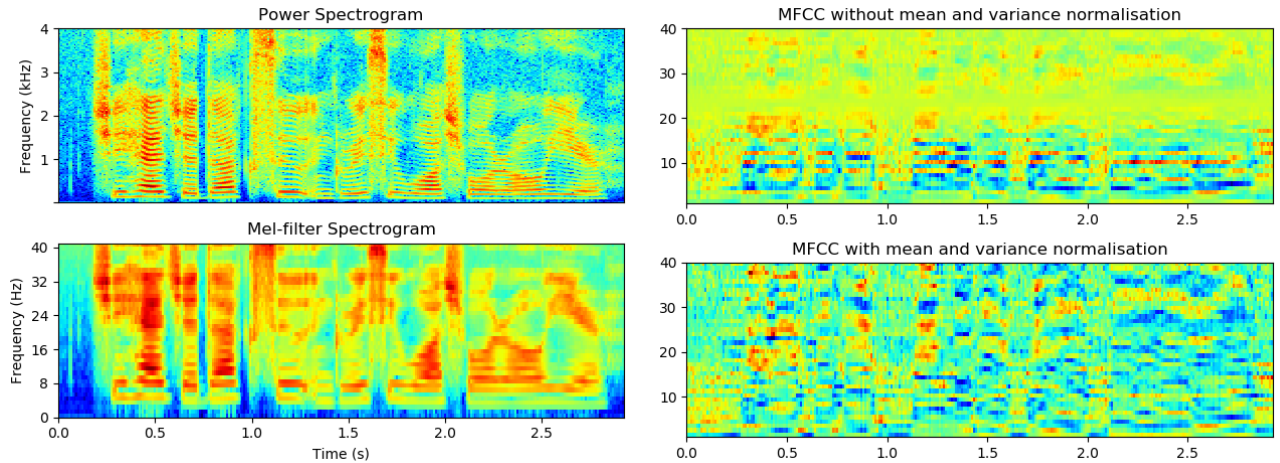 Power Spectrogram
Frequency (kHz)
4
3
2
1
Mel-filter Spectrogram
Frequency (Hz)
40
32
24
16
8
0
0.0 0.5 1.0 1.5 2.0 2.5
Time (s)
MFCC without mean and variance normalisation
40
30
20
10
0.0 0.5 1.0 1.5 2.0 2.5
MFCC with mean and variance normalisation
40
30
20
10
0.0 0.5 1.0 1.5 2.0 2.5